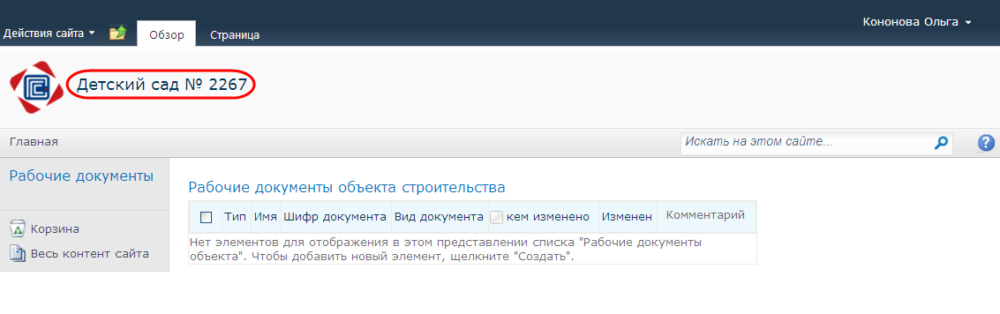 Действия сайта
Обзор
Страница
Кононова Ольга
Детский сад № 2267
Главная
Искать на этом сайте...
Рабочие документы
Корзина
Весь контент сайта
Рабочие документы объекта строительства
Тип Имя Шифр документа Вид документа кем изменено Изменен Комментарий
Нет элементов для отображения в этом представлении списка "Рабочие документы
объекта". Чтобы добавить новый элемент, щелкните "Создать".